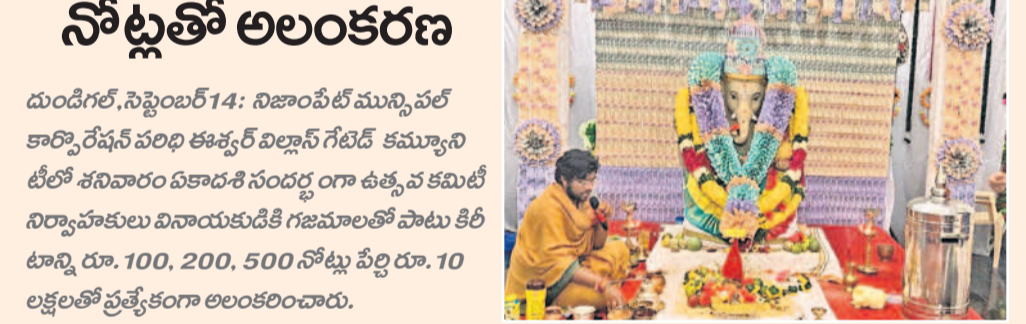 నోట్లతో అలంకరణ
దుండిగల్,సెప్టెంబర్14: నిజాంపేట్ మున్సిపల్
కార్పొరేషన్ పరిధి ఈశ్వర్ విల్లాస్ గేటెడ్ కమ్యూని
టీలో శనివారం ఏకాదశి సందర్భంగా ఉత్సవ కమిటీ
నిర్వాహకులు వినాయకుడికి గజమాలతో పాటు కిరీ
టాన్ని రూ.100, 200, 500 నోట్లు పేర్చి రూ.10
లక్షలతో ప్రత్యేకంగా అలంకరించారు.